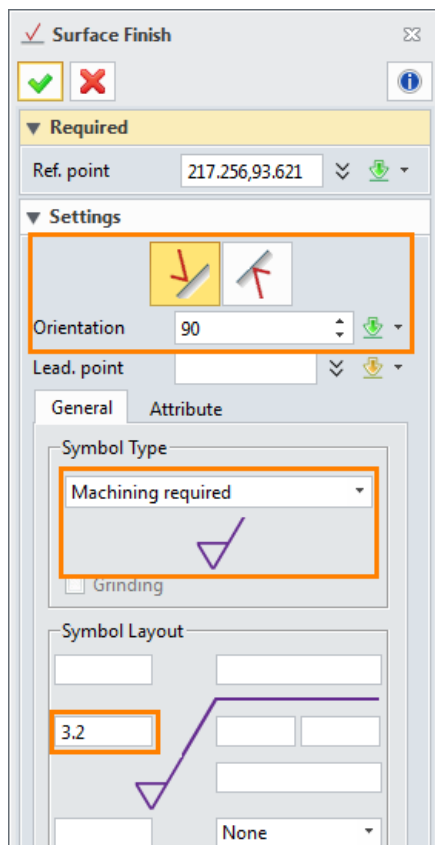 Surface Finish
Required
Ref. point 217.256,93.621
Settings
Orientation 90
Lead. point
General Attribute
Symbol Type
Machining required
Grinding
Symbol Layout
3.2
None